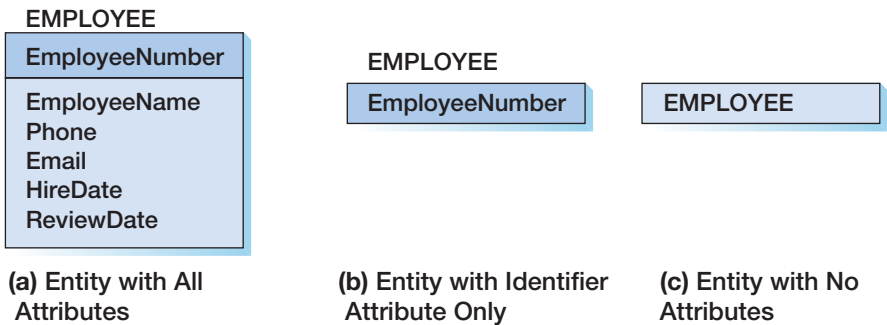 EMPLOYEE
EmployeeNumber
EmployeeName
Phone
Email
HireDate
ReviewDate
(a) Entity with All
Attributes
EMPLOYEE
EmployeeNumber
(b) Entity with Identifier
Attribute Only
EMPLOYEE
(c) Entity with No
Attributes